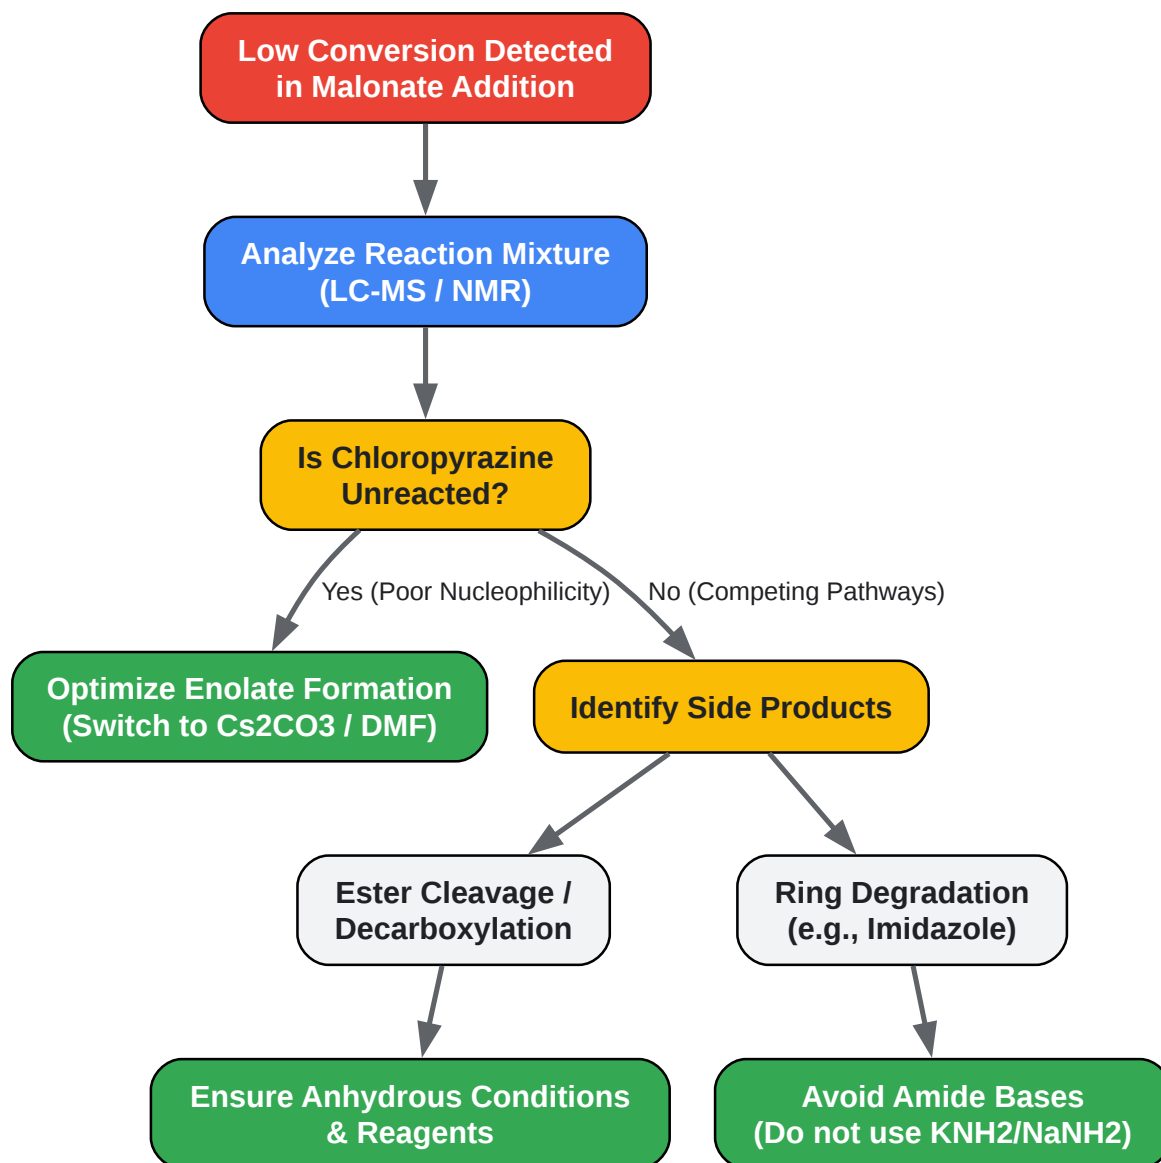 Low Conversion Detected
in Malonate Addition
Analyze Reaction Mixture
(LC-MS / NMR)
Is Chloropyrazine
Unreacted?
Yes (Poor Nucleophilicity)
No (Competing Pathways)
Optimize Enolate Formation
(Switch to Cs2CO3 / DMF)
Identify Side Products
Ester Cleavage /
Decarboxylation
Ring Degradation
(e.g., Imidazole)
Ensure Anhydrous Conditions
& Reagents
Avoid Amide Bases
(Do not use KNH2/NaNH2)